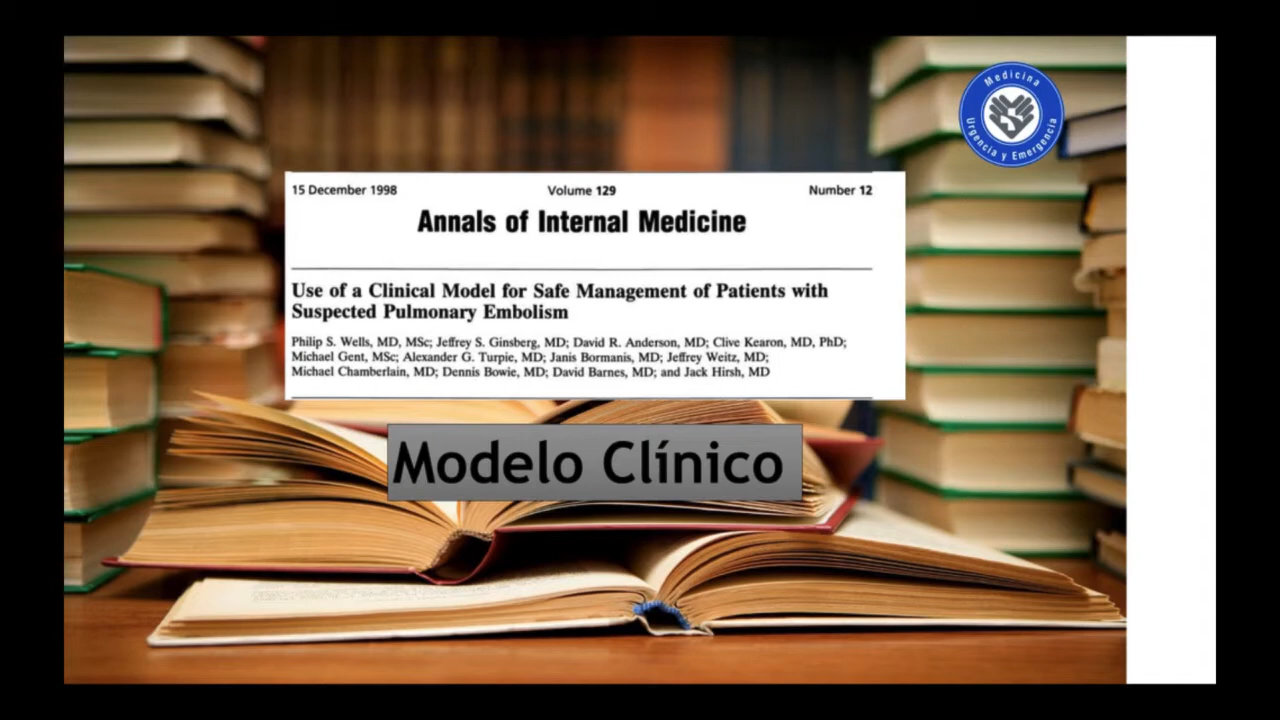 Medicina
Urgencia y Emergencia
15 December 1998 Volume 129 Number 12
Annals of Internal Medicine
Use of a Clinical Model for Safe Management of Patients with
Suspected Pulmonary Embolism
Philip S. Wells, MD, MSc; Jeffrey S. Ginsberg, MD; David R. Anderson, MD; Clive Kearon, MD, PhD;
Michael Gent, MSc; Alexander G. Turpie, MD; Janis Bormanis, MD; Jeffrey Weitz, MD;
Michael Chamberlain, MD; Dennis Bowie, MD; David Barnes, MD; and Jack Hirsh, MD
Modelo Clínico